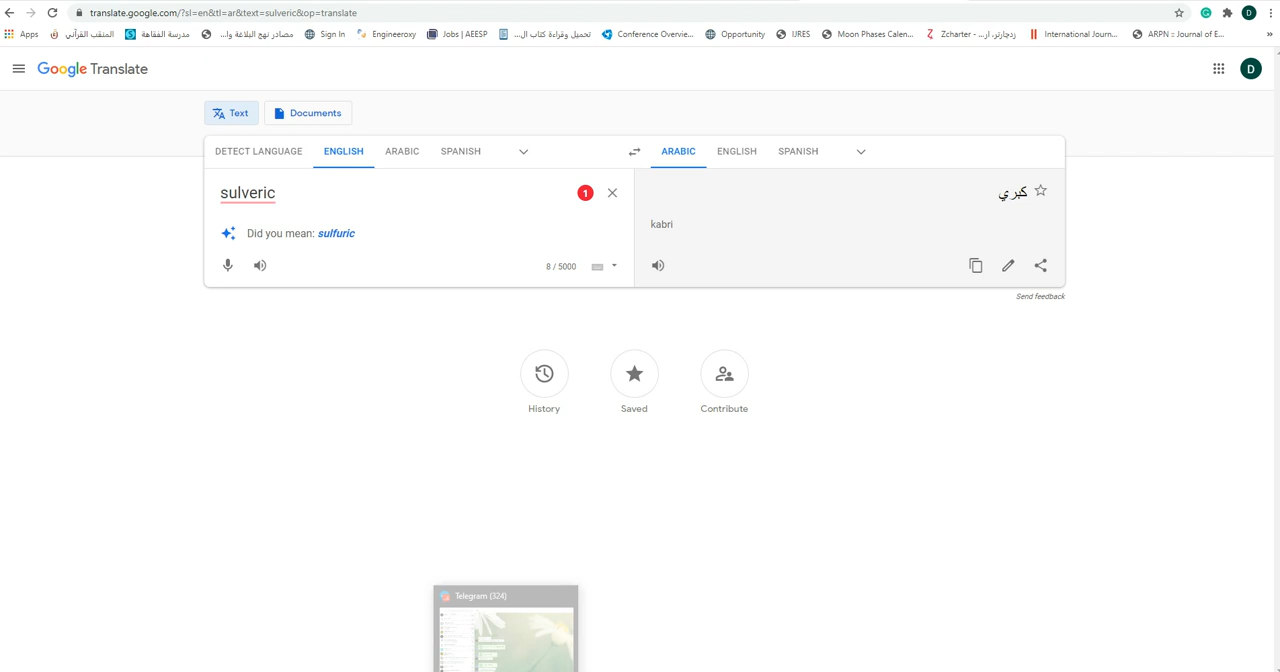 translate.google.com/?sl=en&tl=ar&text=sulveric&op=translate
D
Apps
المنقب القرآني
مدرسة الفقاهة
مصادر نهج البلاغة وا...
Sign In
Engineeroxy
Jobs | AEESP
تحميل وقراءة كتاب ال...
Conference Overvie...
Opportunity
IJRES
Moon Phases Calen...
Zcharter - ...زدچارتر، ار
International Journ...
ARPN :: Journal of E...
»
Google Translate
D
Text
Documents
DETECT LANGUAGE
ENGLISH
ARABIC
SPANISH
ARABIC
ENGLISH
SPANISH
sulveric
1
كبري
Did you mean: sulfuric
kabri
8 / 5000
Send feedback
History
Saved
Contribute
Telegram (324)